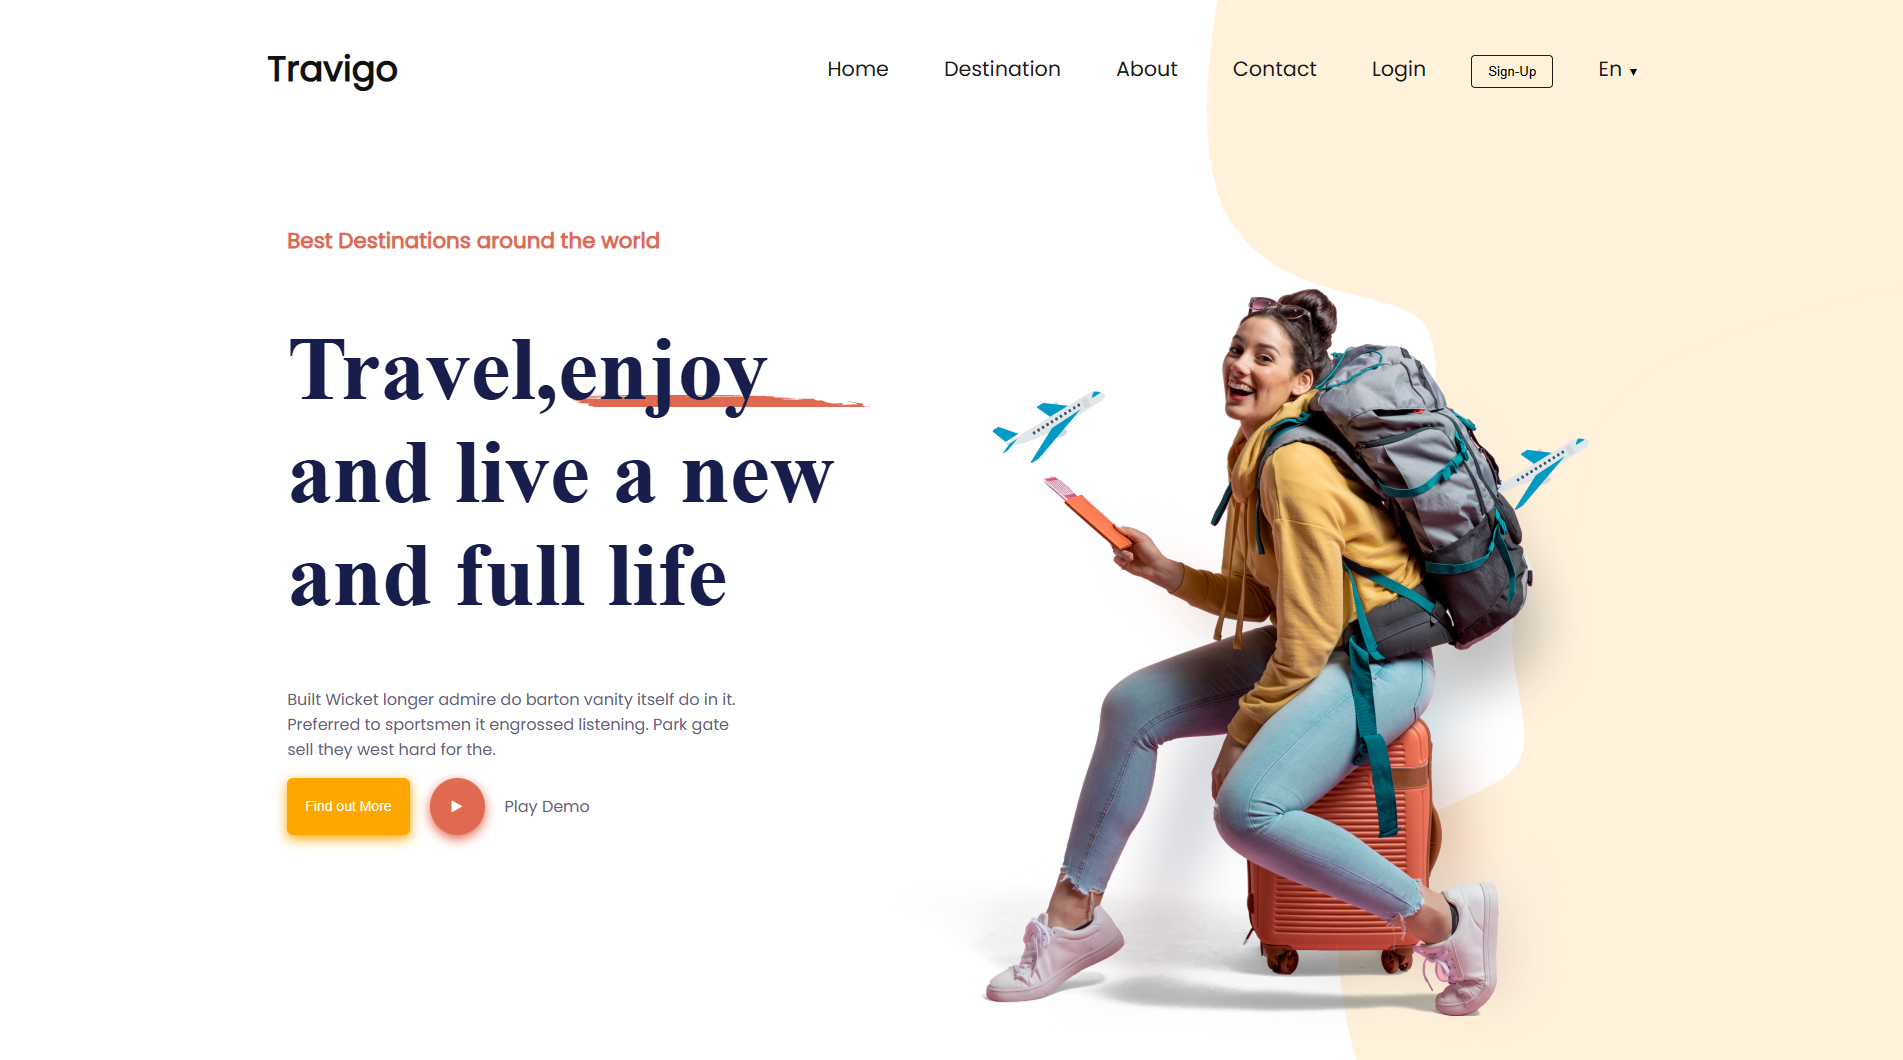 Travigo
Home Destination About Contact Login Sign-Up En ▼
Best Destinations around the world
Travel,enjoy
and live a new
and full life
Built Wicket longer admire do barton vanity itself do in it.
Preferred to sportsmen it engrossed listening. Park gate
sell they west hard for the.
Find out More Play Demo